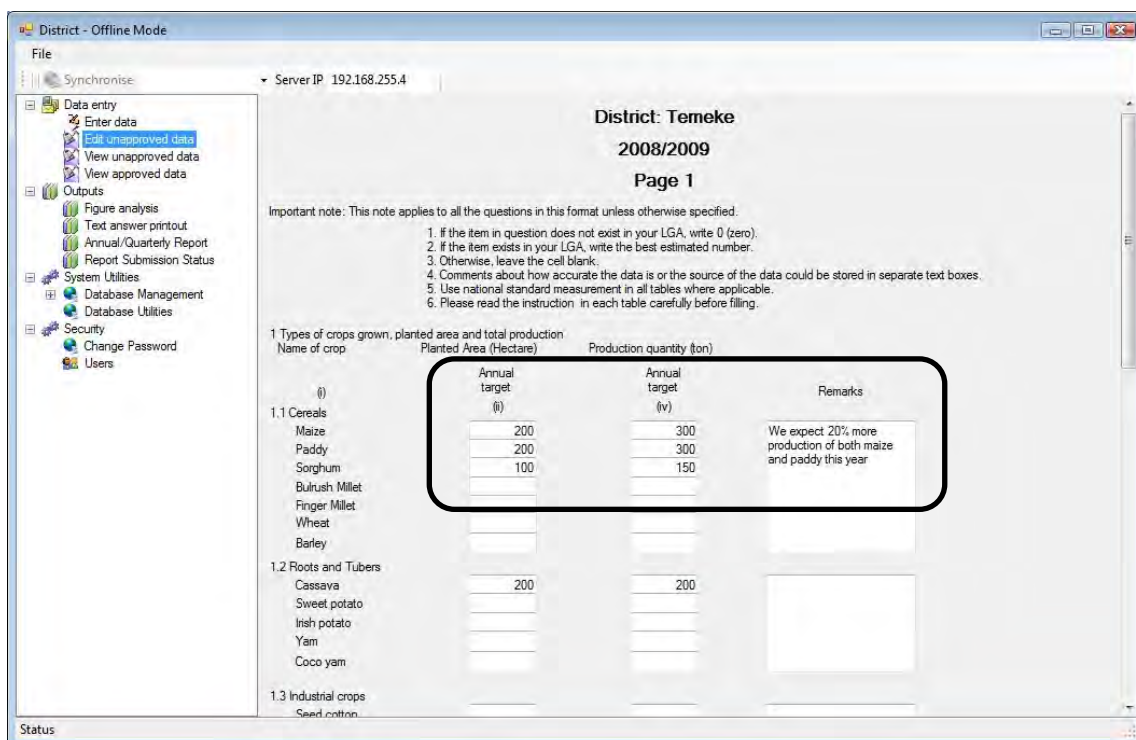 District - Offline Mode
File
Synchronise
Server IP 192.168.255.4
Data entry
Enter data
Edit unapproved data
View unapproved data
View approved data
Outputs
Figure analysis
Text answer printout
Annual/Quarterly Report
Report Submission Status
System Utilities
Database Management
Database Utilities
Security
Change Password
Users
District: Temeke
2008/2009
Page 1
Important note: This note applies to all the questions in this format unless otherwise specified.
1. If the item in question does not exist in your LGA, write 0 (zero).
2. If the item exists in your LGA, write the best estimated number.
3. Otherwise, leave the cell blank.
4. Comments about how accurate the data is or the source of the data could be stored in separate text boxes.
5. Use national standard measurement in all tables where applicable.
6. Please read the instruction in each table carefully before filling.
1 Types of crops grown, planted area and total production
Name of crop Planted Area (Hectare) Production quantity (ton)
Annual Annual
target target Remarks
(i) (ii) (iv)
1.1 Cereals
Maize 200 300 We expect 20% more
Paddy 200 300 production of both maize
Sorghum 100 150 and paddy this year
Bulrush Millet
Finger Millet
Wheat
Barley
1.2 Roots and Tubers
Cassava 200 200
Sweet potato
Irish potato
Yam
Coco yam
1.3 Industrial crops
Seed cotton
Status